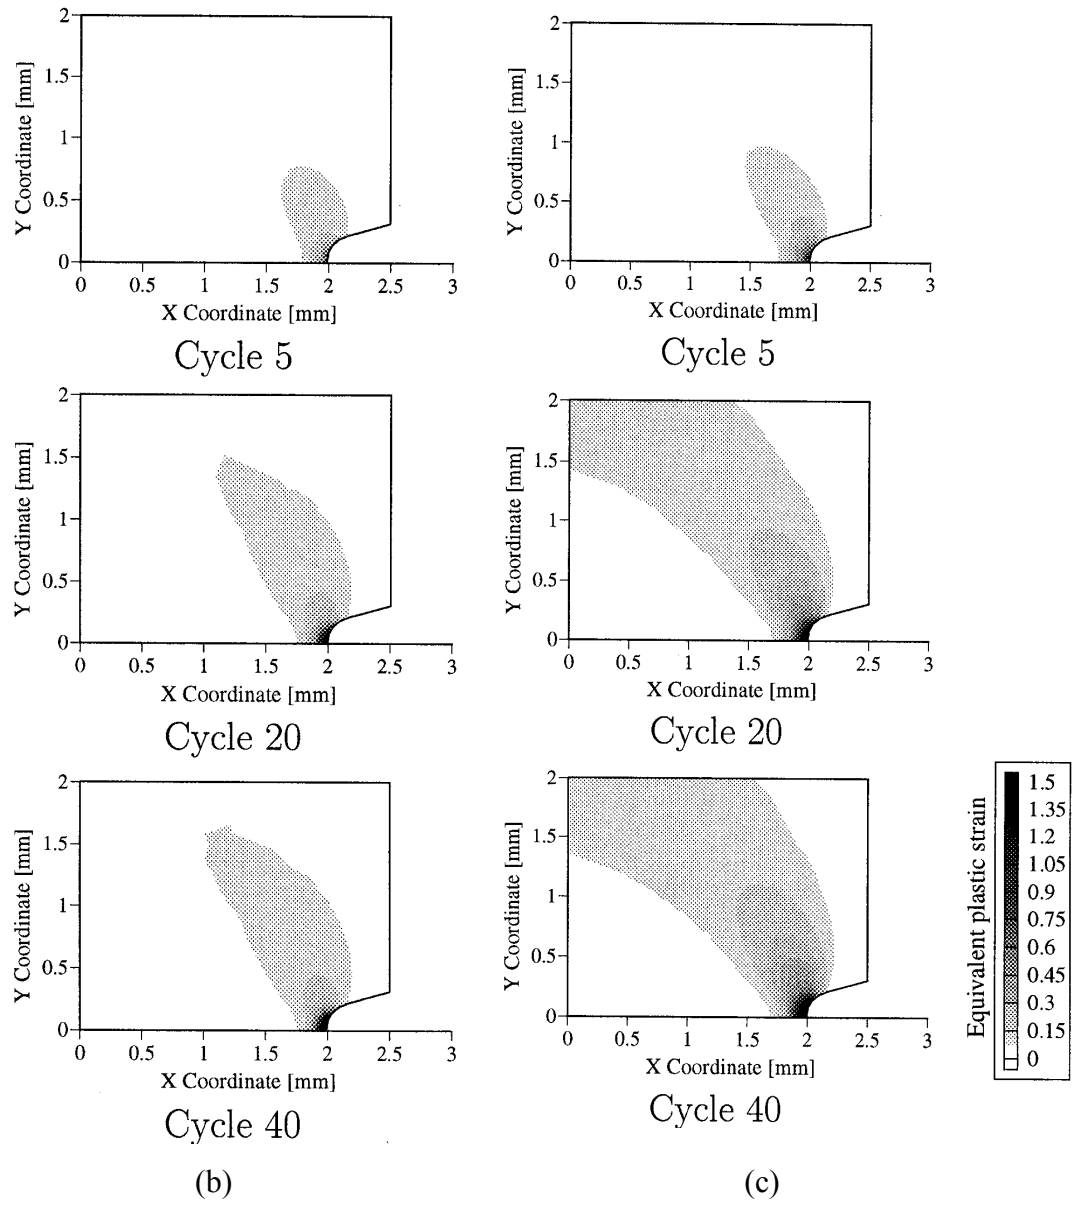 2
1.5
1
0.5
0
Y Coordinate [mm]
0 0.5 1 1.5 2 2.5 3
X Coordinate [mm]
Cycle 5
2
1.5
1
0.5
0
Y Coordinate [mm]
0 0.5 1 1.5 2 2.5 3
X Coordinate [mm]
Cycle 5
2
1.5
1
0.5
0
Y Coordinate [mm]
0 0.5 1 1.5 2 2.5 3
X Coordinate [mm]
Cycle 20
2
1.5
1
0.5
0
Y Coordinate [mm]
0 0.5 1 1.5 2 2.5 3
X Coordinate [mm]
Cycle 20
2
1.5
1
0.5
0
Y Coordinate [mm]
0 0.5 1 1.5 2 2.5 3
X Coordinate [mm]
Cycle 40
2
1.5
1
0.5
0
Y Coordinate [mm]
0 0.5 1 1.5 2 2.5 3
X Coordinate [mm]
Cycle 40
Equivalent plastic strain
1.5
1.35
1.2
1.05
0.9
0.75
0.6
0.45
0.3
0.15
0
(b)
(c)